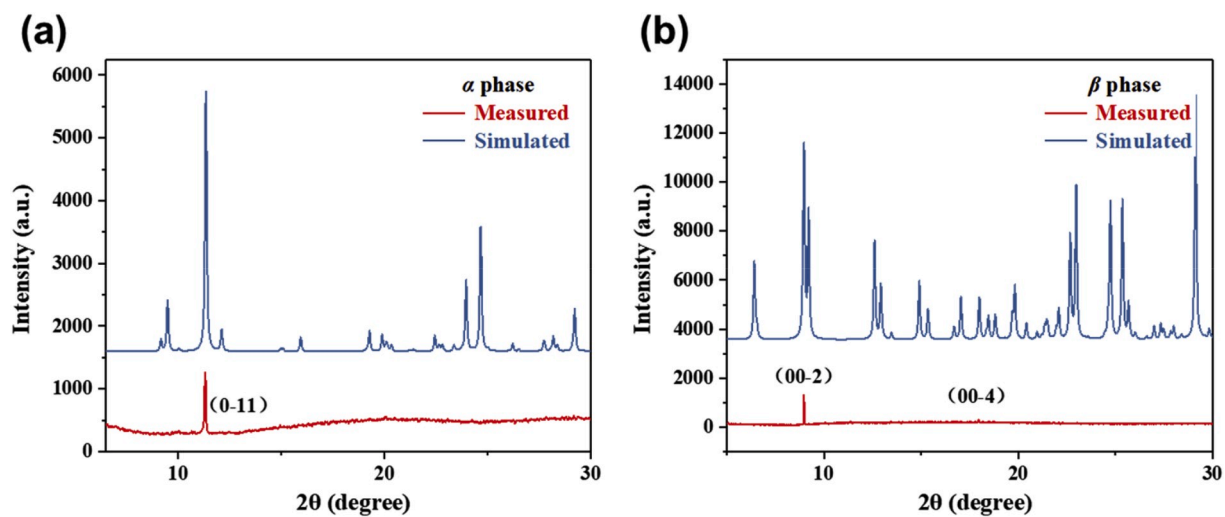 (a)
α phase
Measured
Simulated
6000
5000
4000
3000
2000
1000
0
Intensity (a.u.)
（0-11）
10
20
30
2θ (degree)
(b)
β phase
Measured
Simulated
14000
12000
10000
8000
6000
4000
2000
0
Intensity (a.u.)
（00-2）
（00-4）
10
20
30
2θ (degree)